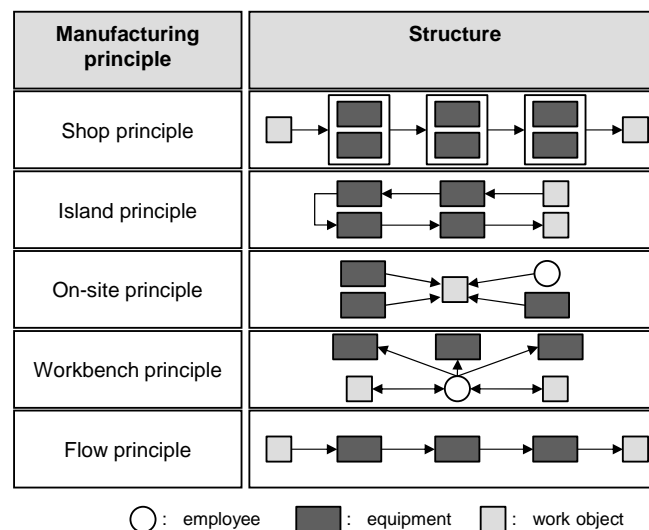 Manufacturing principle
Structure
Shop principle
Island principle
On-site principle
Workbench principle
Flow principle
: employee : equipment : work object